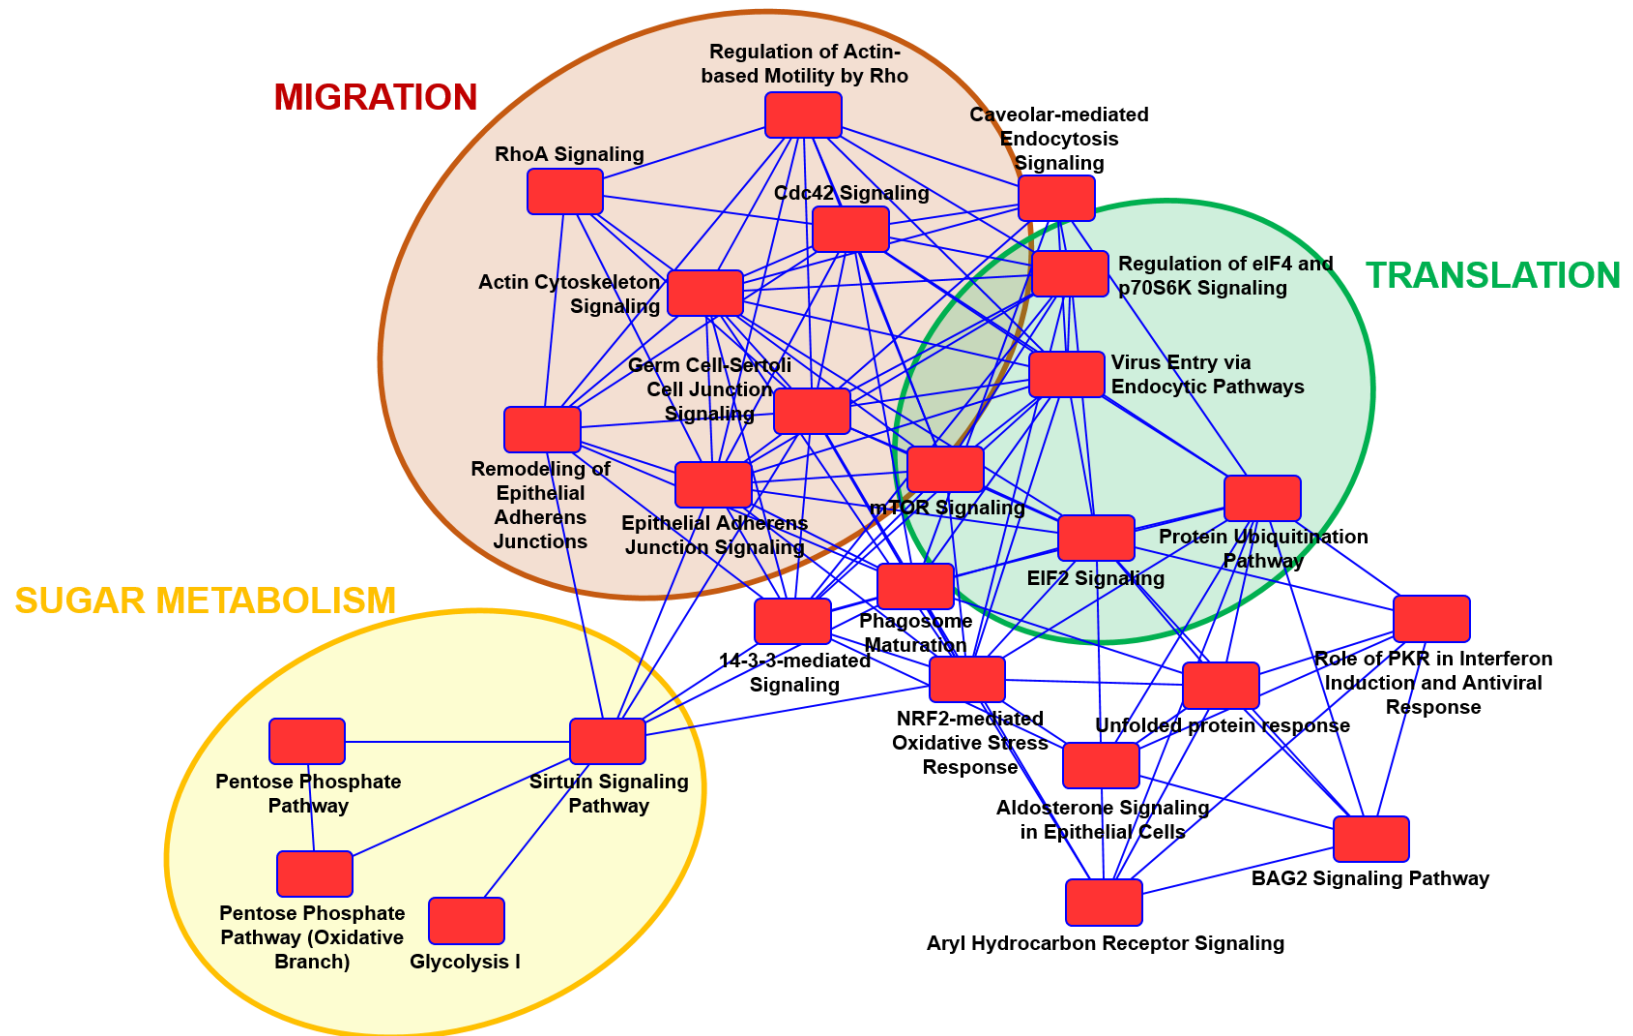 Regulation of Actin-
based Motility by Rho
MIGRATION
Caveolar-mediated
Endocytosis
Signaling
RhoA Signaling
Cdc42 Signaling
Actin Cytoskeleton
Signaling
Regulation of eIF4 and
p70S6K Signaling
TRANSLATION
Germ Cell-Sertoli
Cell Junction
Signaling
Virus Entry via
Endocytic Pathways
Remodeling of
Epithelial
Adherens
Junctions
Epithelial Adherens
Junction Signaling
mTOR Signaling
Protein Ubiquitination
Pathway
EIF2 Signaling
SUGAR METABOLISM
Phagosome
Maturation
14-3-3-mediated
Signaling
Role of PKR in Interferon
Induction and Antiviral
Response
NRF2-mediated
Oxidative Stress
Response
Unfolded protein response
Pentose Phosphate
Pathway
Sirtuin Signaling
Pathway
Aldosterone Signaling
in Epithelial Cells
BAG2 Signaling Pathway
Pentose Phosphate
Pathway (Oxidative
Branch)
Glycolysis I
Aryl Hydrocarbon Receptor Signaling